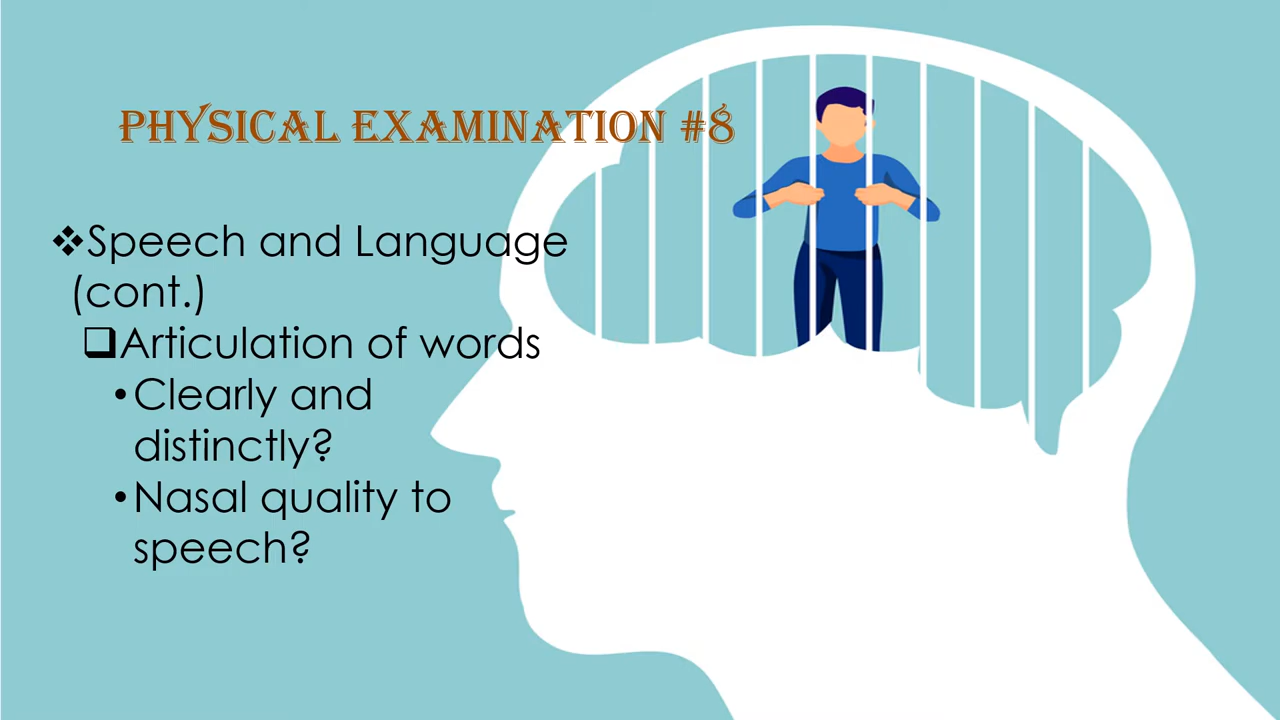 PHYSICAL EXAMINATION #8
❖Speech and Language
(cont.)
❑Articulation of words
•Clearly and
distinctly?
•Nasal quality to
speech?